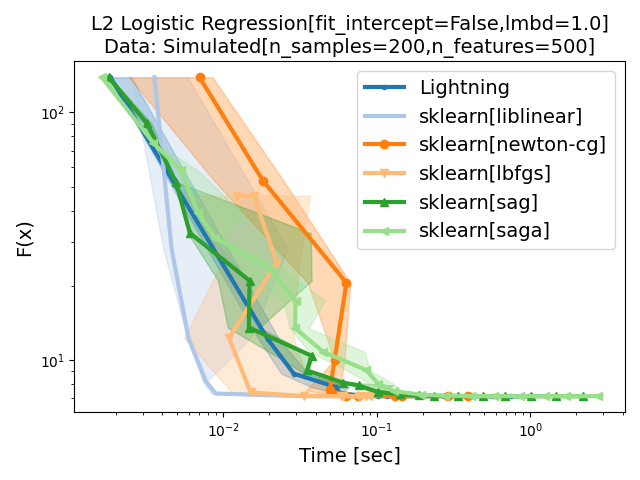 L2 Logistic Regression[fit_intercept=False,lmbd=1.0]
Data: Simulated[n_samples=200,n_features=500]
Lightning
sklearn[liblinear]
sklearn[newton-cg]
sklearn[lbfgs]
sklearn[sag]
sklearn[saga]
F(x)
10²
10¹
10⁻²
10⁻¹
10⁰
Time [sec]